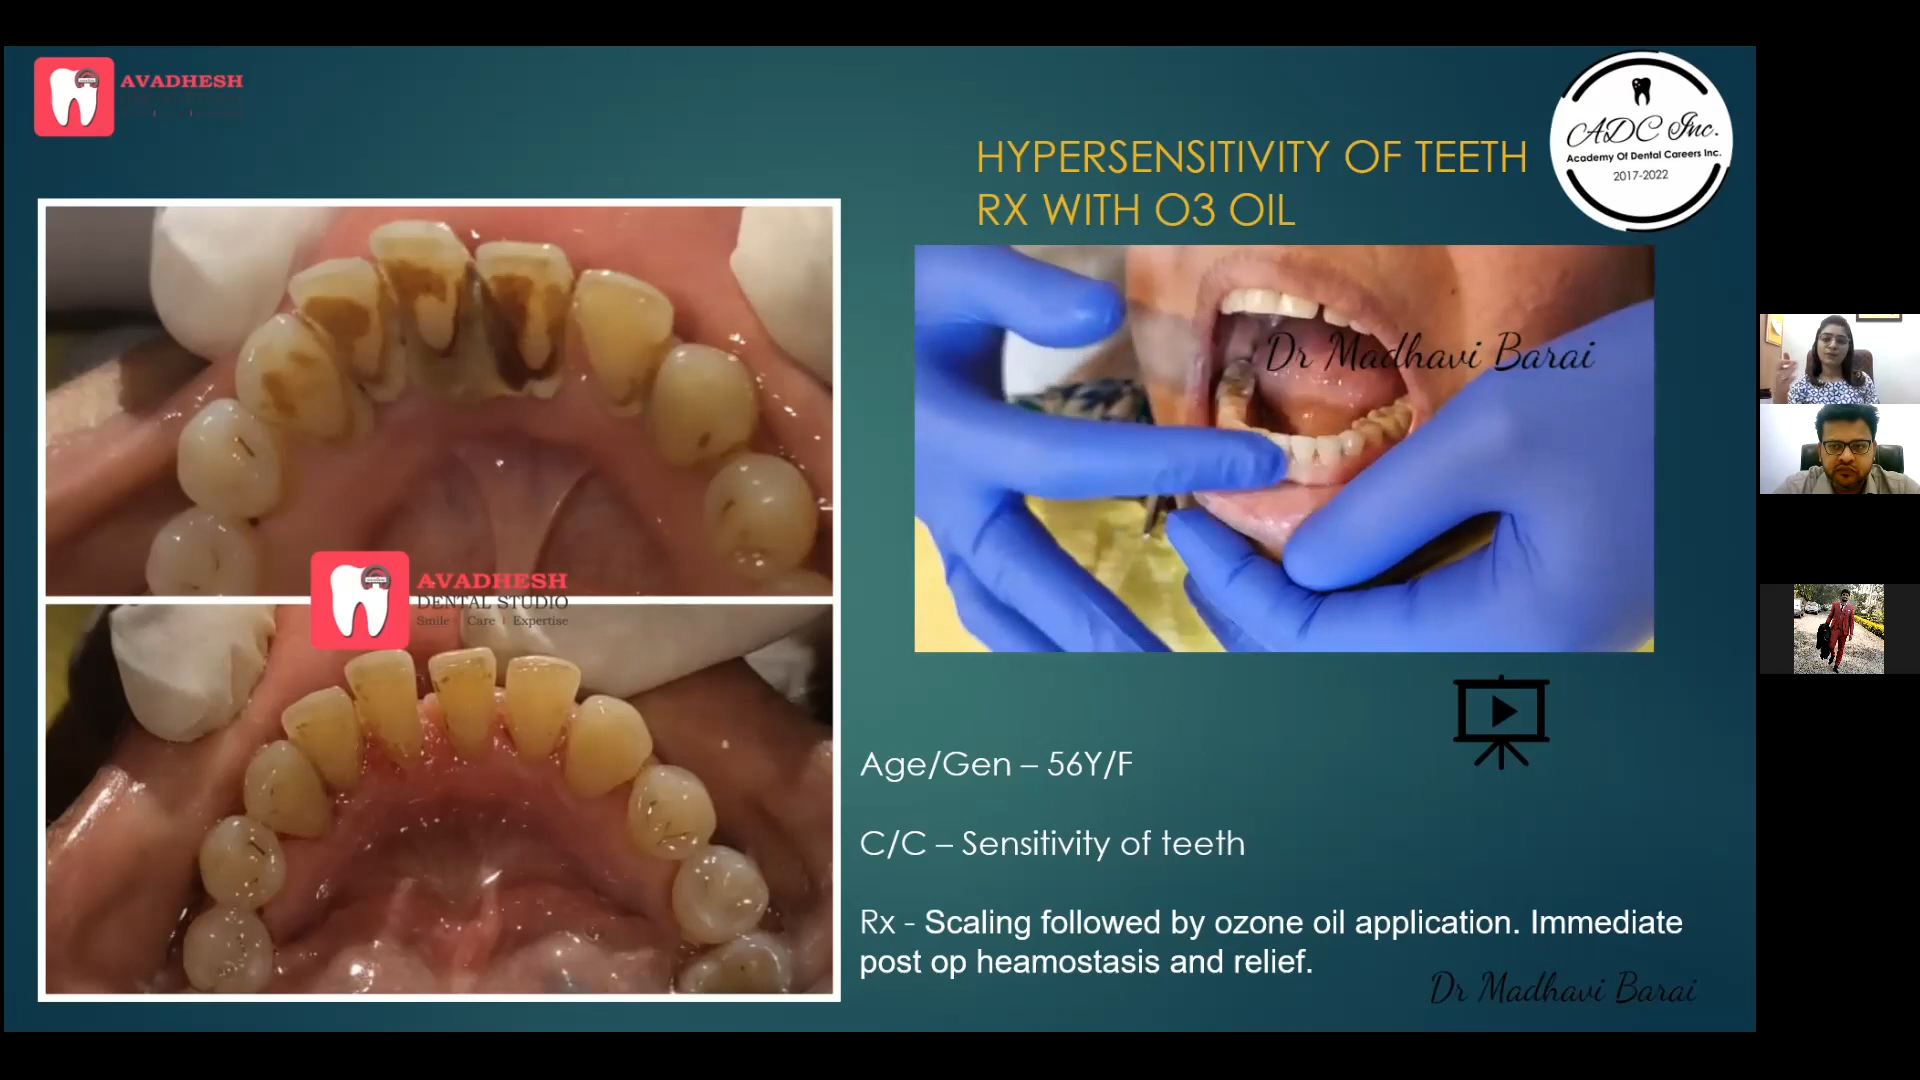 AVADHESH
ADC Inc.
Academy Of Dental Careers Inc.
2017-2022
HYPERSENSITIVITY OF TEETH
RX WITH O3 OIL
Dr Madhavi Barai
AVADHESH
DENTAL STUDIO
Smile | Care | Expertise
Age/Gen – 56Y/F
C/C – Sensitivity of teeth
Rx - Scaling followed by ozone oil application. Immediate
post op heamostasis and relief.
Dr Madhavi Barai